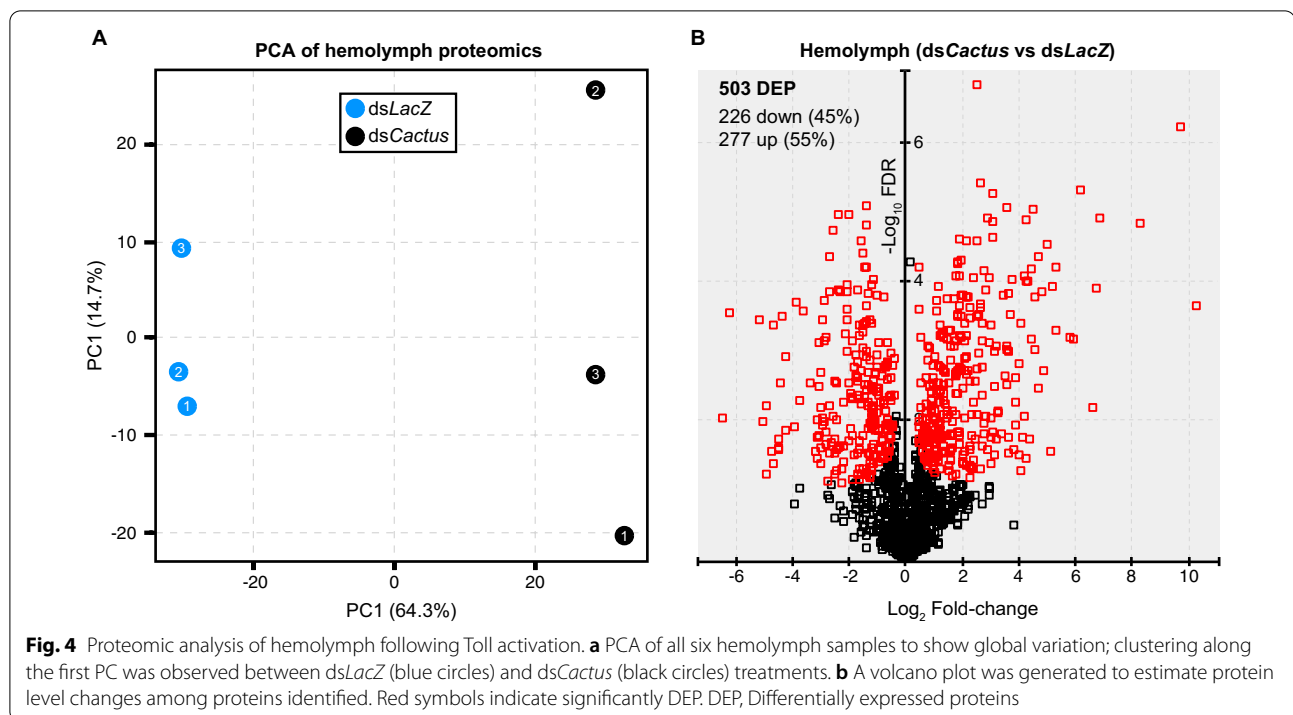 A
PCA of hemolymph proteomics
dsLacZ
dsCactus
2
3
3
2
1
1
20
10
0
-10
-20
PC1 (14.7%)
-20
0
20
PC1 (64.3%)
B
Hemolymph (dsCactus vs dsLacZ)
503 DEP
226 down (45%)
277 up (55%)
-Log10 FDR
6
4
2
-6
-4
-2
0
2
4
6
8
10
Log2 Fold-change
Fig. 4 Proteomic analysis of hemolymph following Toll activation. a PCA of all six hemolymph samples to show global variation; clustering along
the first PC was observed between dsLacZ (blue circles) and dsCactus (black circles) treatments. b A volcano plot was generated to estimate protein
level changes among proteins identified. Red symbols indicate significantly DEP. DEP, Differentially expressed proteins